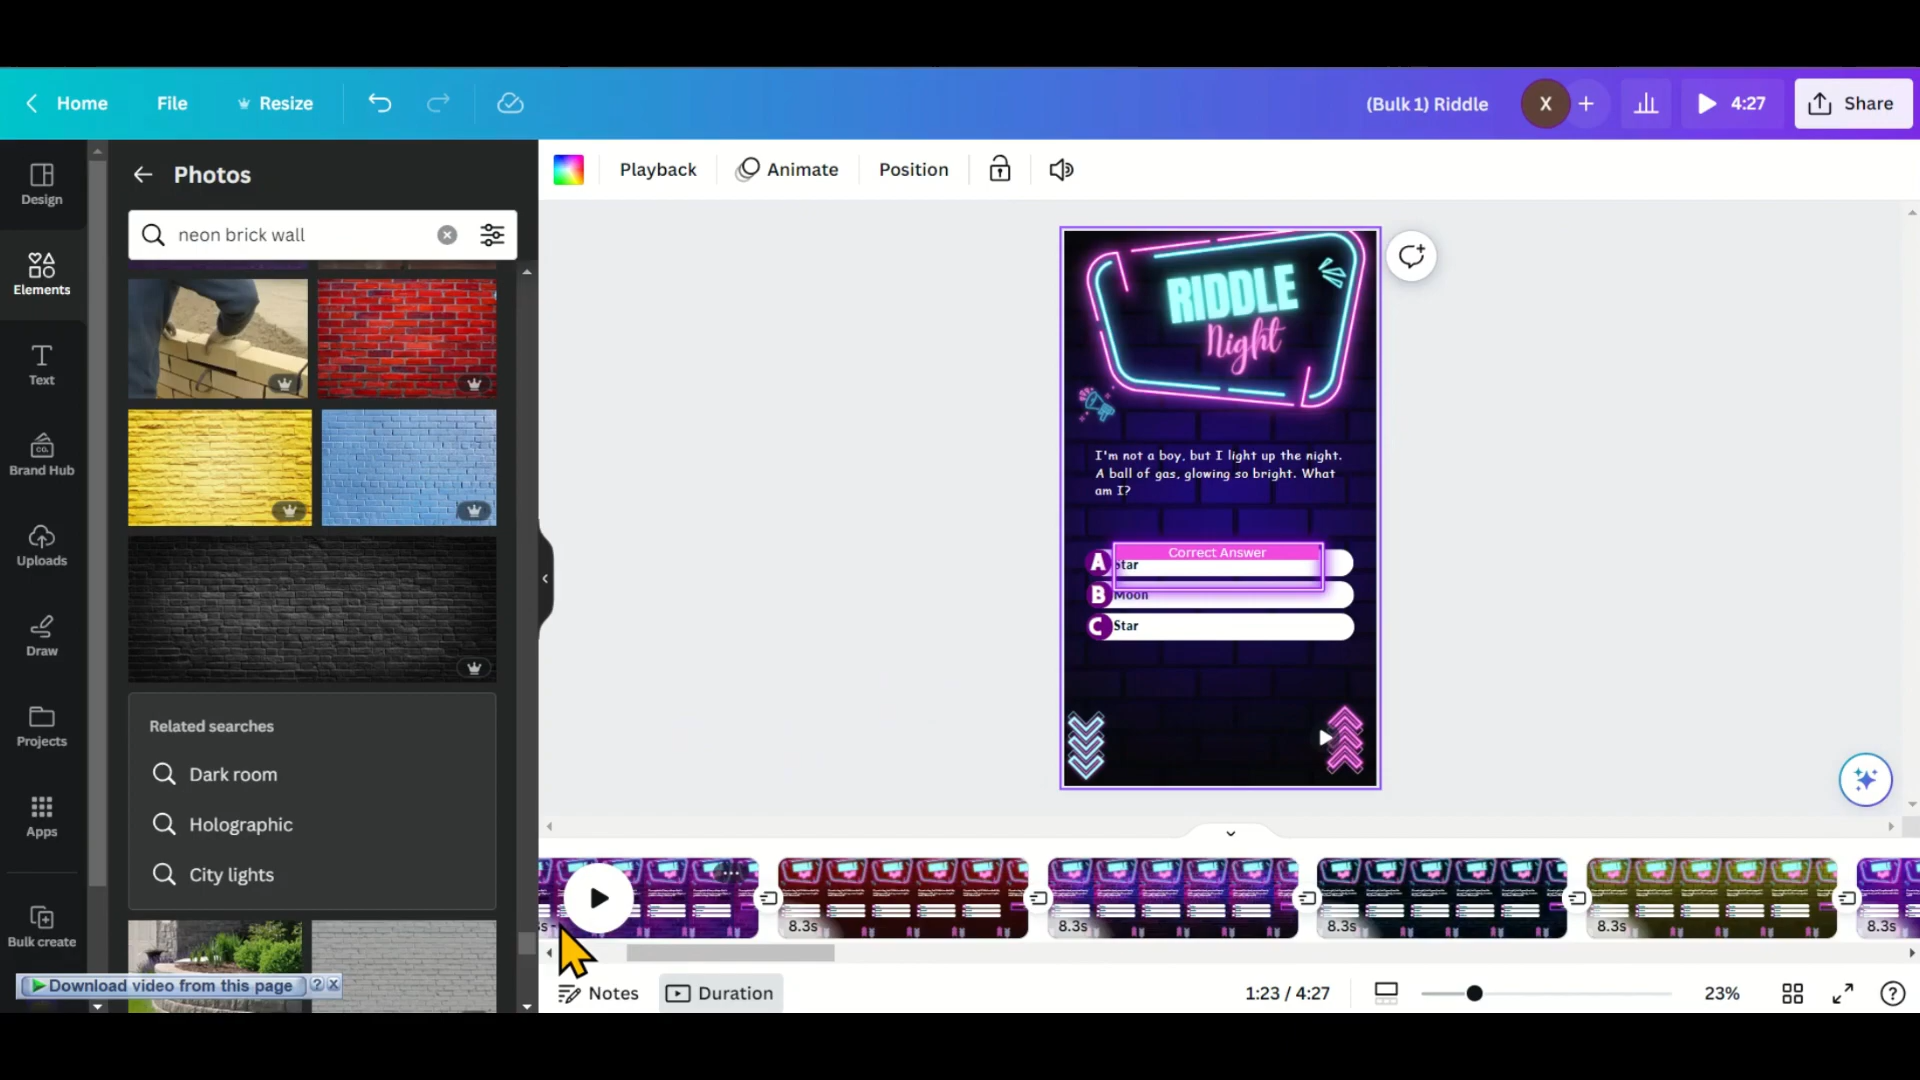 Home
File
Resize
(Bulk 1) Riddle
X
4:27
Share
Design
Elements
Text
Brand Hub
CO.
Uploads
Draw
Projects
Apps
Bulk create
Photos
neon brick wall
Related searches
Dark room
Holographic
City lights
Download video from this page
Playback
Animate
Position
RIDDLE
Night
I'm not a boy, but I light up the night.
A ball of gas, glowing so bright. What
am I?
Correct Answer
A Star
B Moon
C Star
8.3s
8.3s
8.3s
8.3s
8.3s
Notes
Duration
1:23 / 4:27
23%